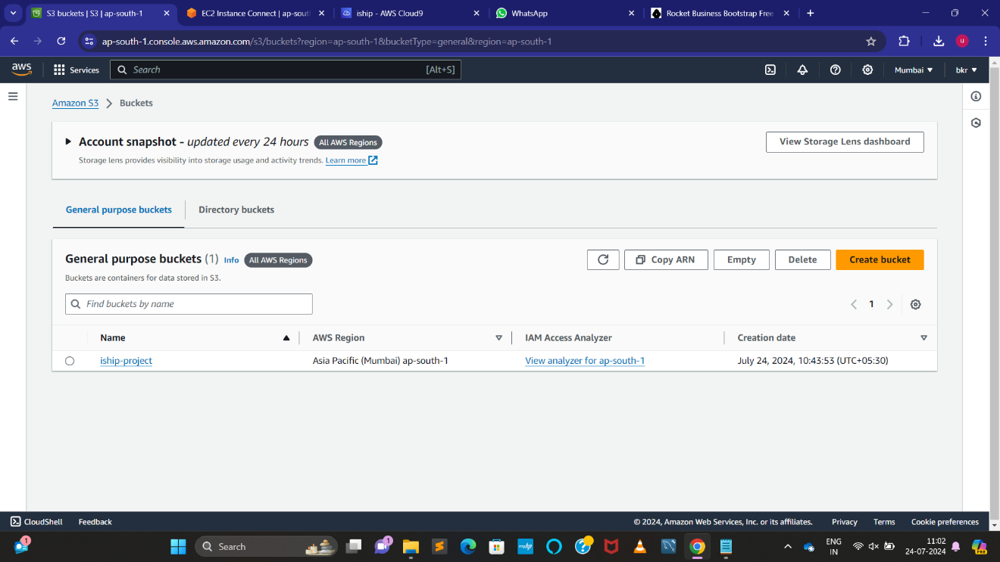 S3 buckets | S3 | ap-south-1
EC2 Instance Connect | ap-sout
iship - AWS Cloud9
WhatsApp
Rocket Business Bootstrap Free
ap-south-1.console.aws.amazon.com/s3/buckets?region=ap-south-1&bucketType=general&region=ap-south-1
U
aws
Services
Search
[Alt+S]
Mumbai
bkr
Amazon S3
Buckets
Account snapshot - updated every 24 hours
All AWS Regions
View Storage Lens dashboard
Storage lens provides visibility into storage usage and activity trends. Learn more
General purpose buckets
Directory buckets
General purpose buckets (1) Info
All AWS Regions
Copy ARN
Empty
Delete
Create bucket
Buckets are containers for data stored in S3.
Find buckets by name
1
Name
AWS Region
IAM Access Analyzer
Creation date
iship-project
Asia Pacific (Mumbai) ap-south-1
View analyzer for ap-south-1
July 24, 2024, 10:43:53 (UTC+05:30)
CloudShell
Feedback
© 2024, Amazon Web Services, Inc. or its affiliates.
Privacy
Terms
Cookie preferences
1
Search
1
ENG
IN
11:02
24-07-2024
PRE